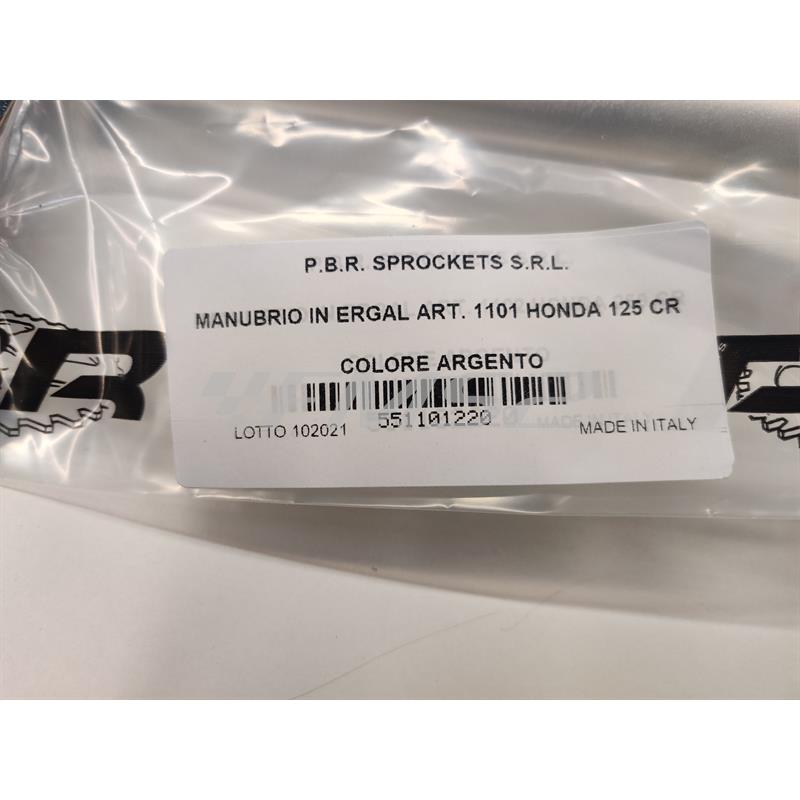 P.B.R. SPROCKETS S.R.L.
MANUBRIO IN ERGAL ART. 1101 HONDA 125 CR
COLORE ARGENTO
551101220
LOTTO 102021
MADE IN ITALY